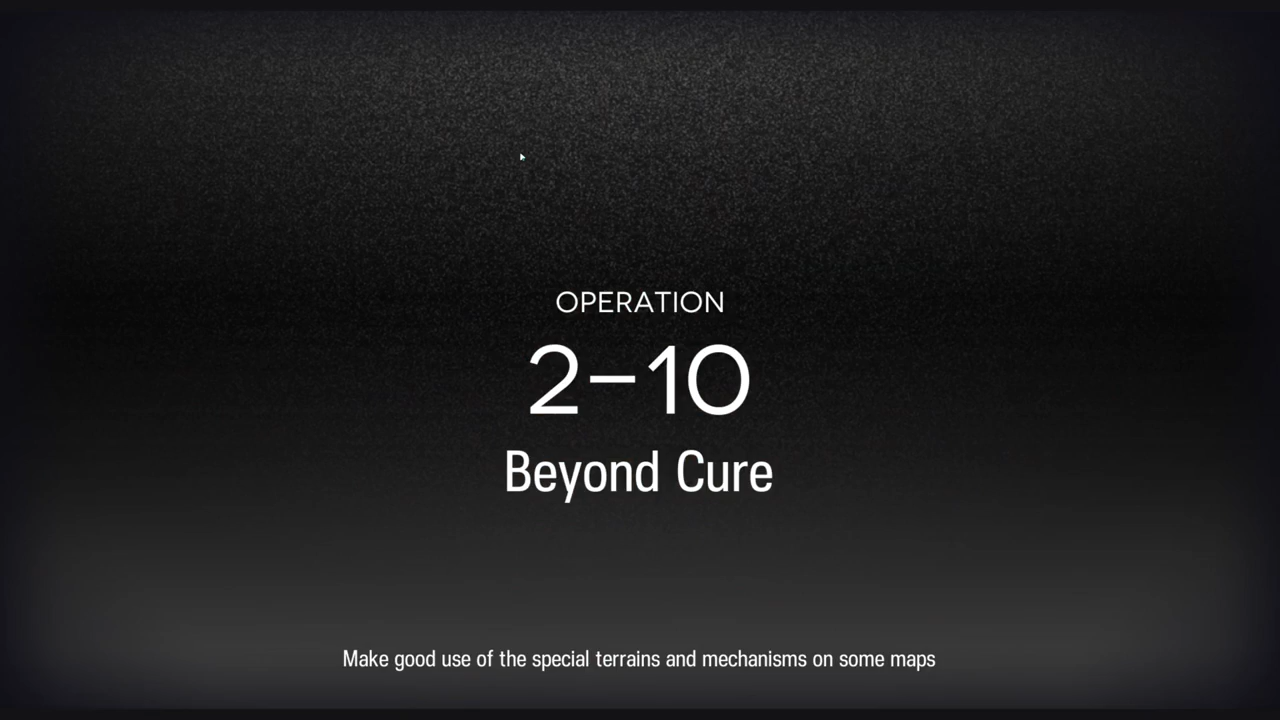 OPERATION
2-10
Beyond Cure
Make good use of the special terrains and mechanisms on some maps